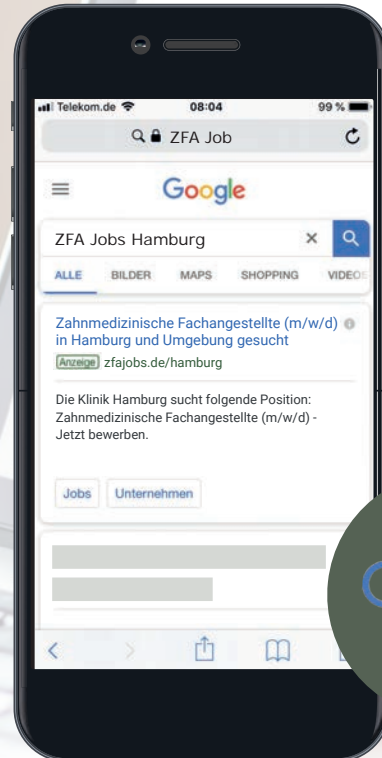 Telekom.de 08:04 99 %
ZFA Job
Google
ZFA Jobs Hamburg
ALLE BILDER MAPS SHOPPING VIDEOS
Zahnmedizinische Fachangestellte (m/w/d)
in Hamburg und Umgebung gesucht
Anzeige zfajobs.de/hamburg
Die Klinik Hamburg sucht folgende Position:
Zahnmedizinische Fachangestellte (m/w/d) -
Jetzt bewerben.
Jobs Unternehmen